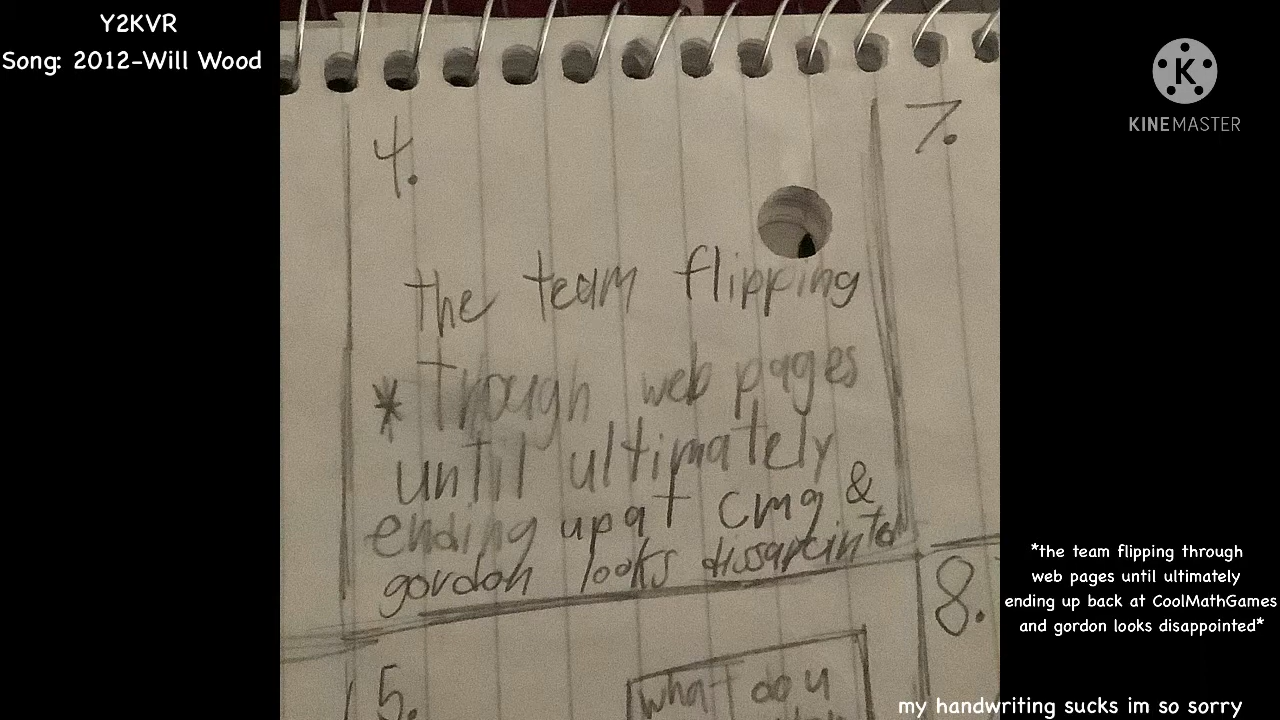 Y2KVR
Song: 2012-Will Wood
K
KINEMASTER
4.
the team flipping
* Trough web pages
until ultimately
ending up at cmg &
gordon looks
7.
8.
5.
what do u
*the team flipping through
web pages until ultimately
ending up back at CoolMathGames
and gordon looks disappointed*
my handwriting sucks im so sorry